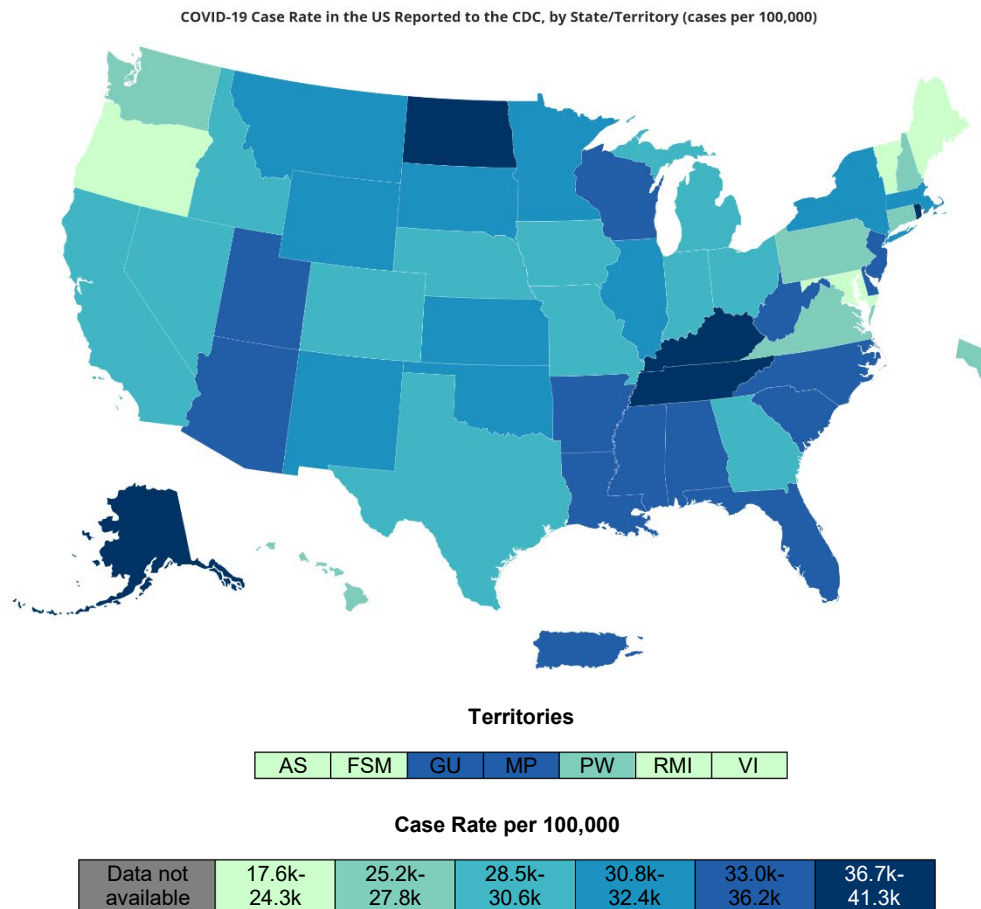 COVID-19 Case Rate in the US Reported to the CDC, by State/Territory (cases per 100,000)
Territories
AS FSM GU MP PW RMI VI
Case Rate per 100,000
Data not 17.6k- 25.2k- 28.5k- 30.8k- 33.0k- 36.7k-
available 24.3k 27.8k 30.6k 32.4k 36.2k 41.3k